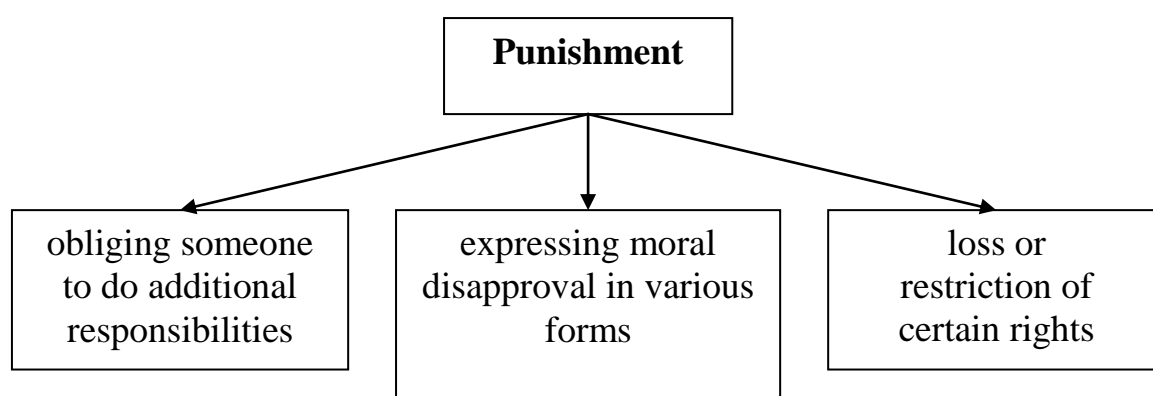 Punishment
obliging someone
to do additional
responsibilities
expressing moral
disapproval in various
forms
loss or
restriction of
certain rights